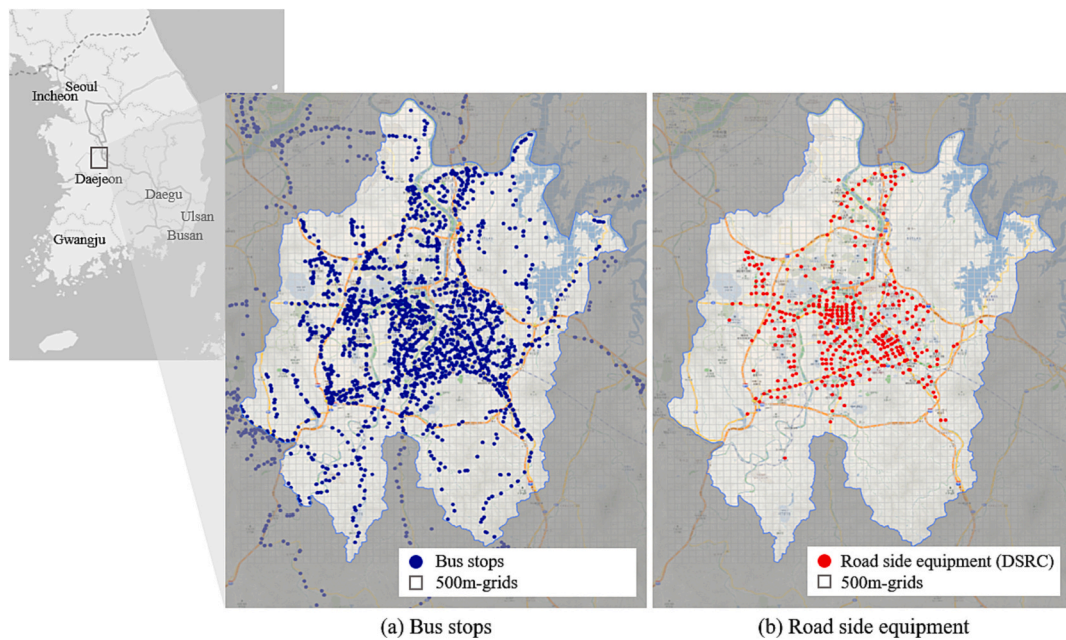 Seoul
Incheon
Daejeon
Daegu
Ulsan
Gwangju
Busan
Bus stops
500m-grids
Road side equipment (DSRC)
500m-grids
(a) Bus stops
(b) Road side equipment